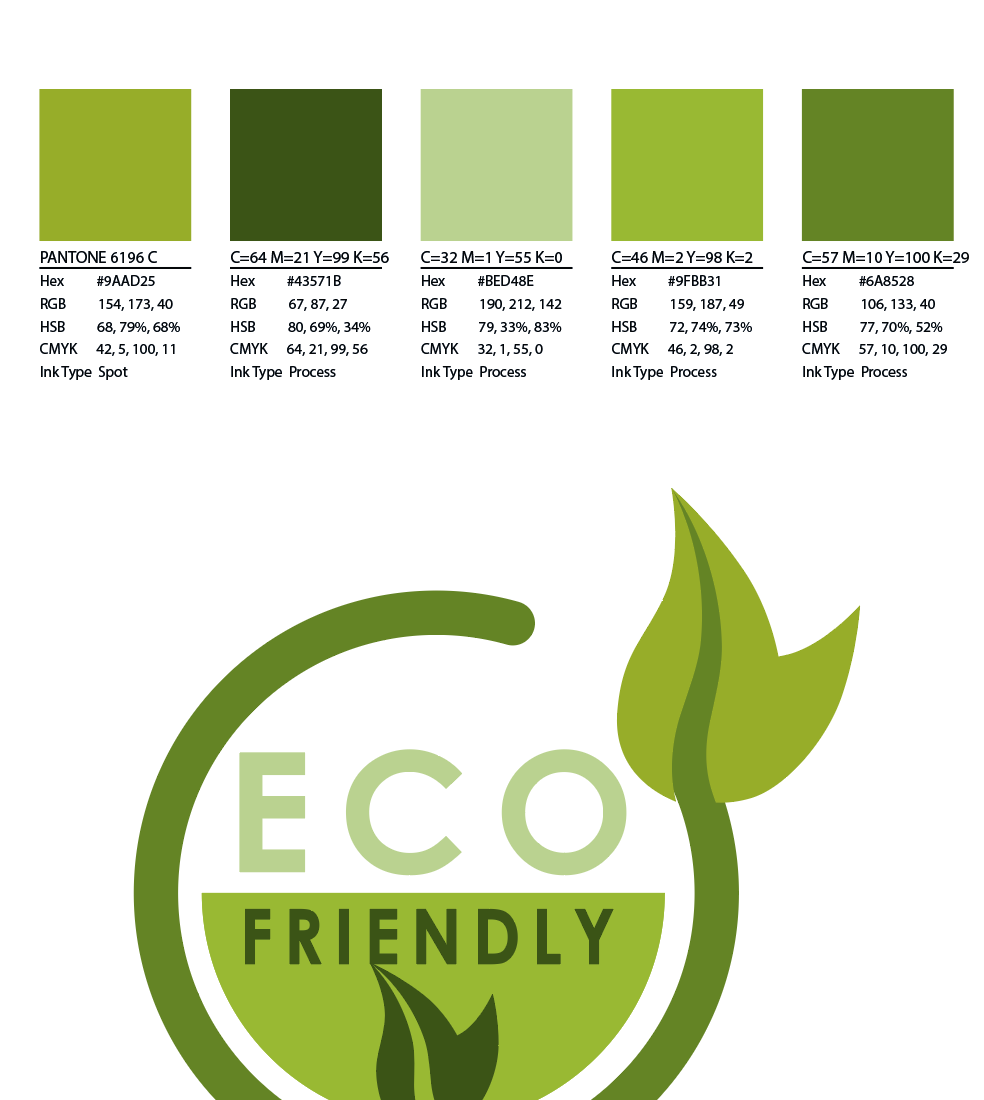 PANTONE 6196 C
Hex #9AAD25
RGB 154, 173, 40
HSB 68, 79%, 68%
CMYK 42, 5, 100, 11
Ink Type Spot
C=64 M=21 Y=99 K=56
Hex #43571B
RGB 67, 87, 27
HSB 80, 69%, 34%
CMYK 64, 21, 99, 56
Ink Type Process
C=32 M=1 Y=55 K=0
Hex #BED48E
RGB 190, 212, 142
HSB 79, 33%, 83%
CMYK 32, 1, 55, 0
Ink Type Process
C=46 M=2 Y=98 K=2
Hex #9FBB31
RGB 159, 187, 49
HSB 72, 74%, 73%
CMYK 46, 2, 98, 2
Ink Type Process
C=57 M=10 Y=100 K=29
Hex #6A8528
RGB 106, 133, 40
HSB 77, 70%, 52%
CMYK 57, 10, 100, 29
Ink Type Process
ECO
FRIENDLY